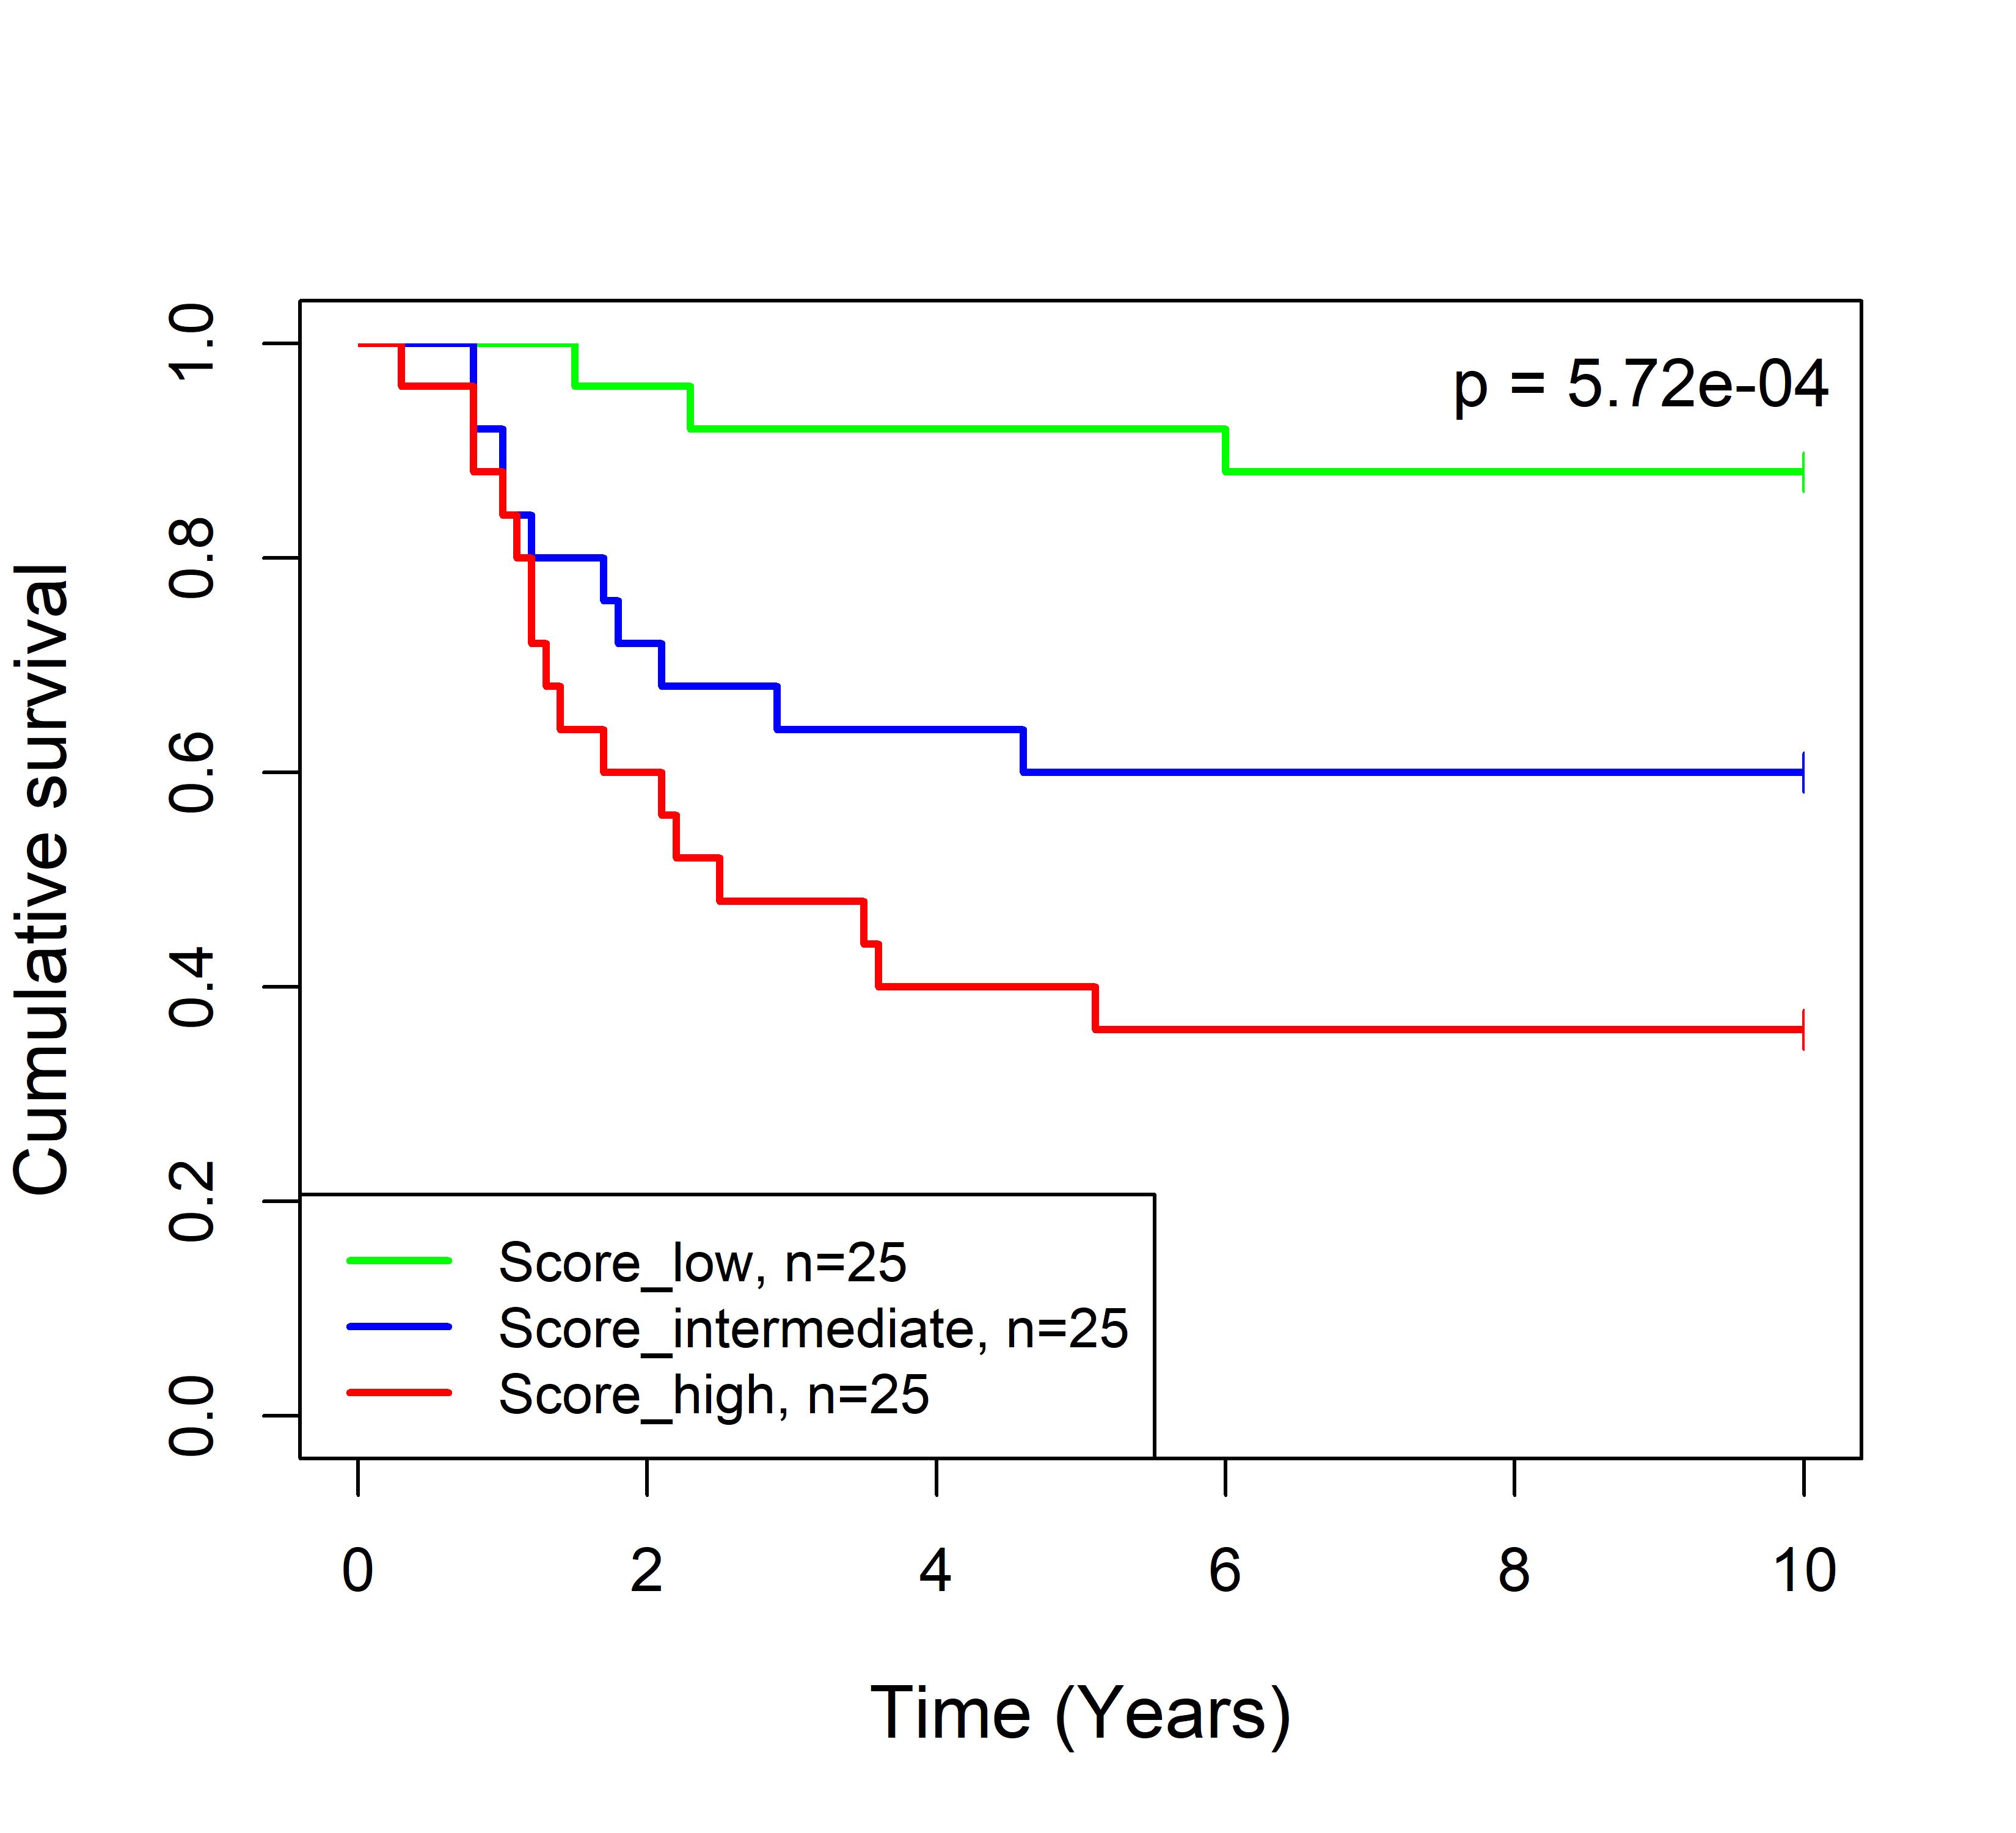 p = 5.72e-04
1.0
0.8
0.6
0.4
0.2
0.0
Cumulative survival
Score_low, n=25
Score_intermediate, n=25
Score_high, n=25
0 2 4 6 8 10
Time (Years)